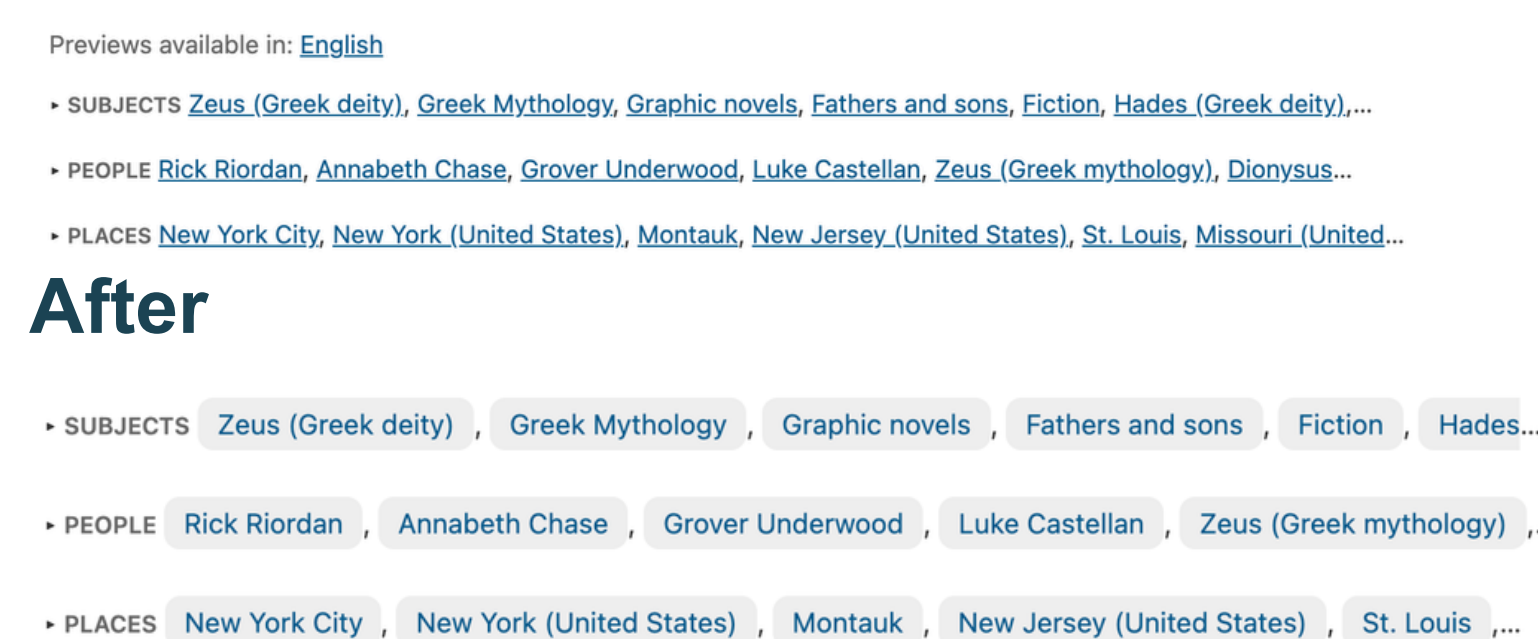 Previews available in: English
▸ SUBJECTS Zeus (Greek deity), Greek Mythology, Graphic novels, Fathers and sons, Fiction, Hades (Greek deity),...
▸ PEOPLE Rick Riordan, Annabeth Chase, Grover Underwood, Luke Castellan, Zeus (Greek mythology), Dionysus...
▸ PLACES New York City, New York (United States), Montauk, New Jersey (United States), St. Louis, Missouri (United...
After
▸ SUBJECTS Zeus (Greek deity) , Greek Mythology , Graphic novels , Fathers and sons , Fiction , Hades...
▸ PEOPLE Rick Riordan , Annabeth Chase , Grover Underwood , Luke Castellan , Zeus (Greek mythology) ,.
▸ PLACES New York City , New York (United States) , Montauk , New Jersey (United States) , St. Louis ,...